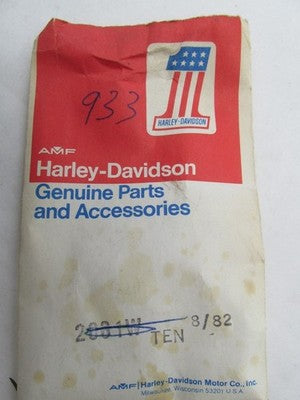 933
1
HARLEY-DAVIDSON
AMF
Harley-Davidson
Genuine Parts
and Accessories
8/82
TEN
AMF | Harley-Davidson Motor Co., Inc.
Milwaukee, Wisconsin 53201 U S A